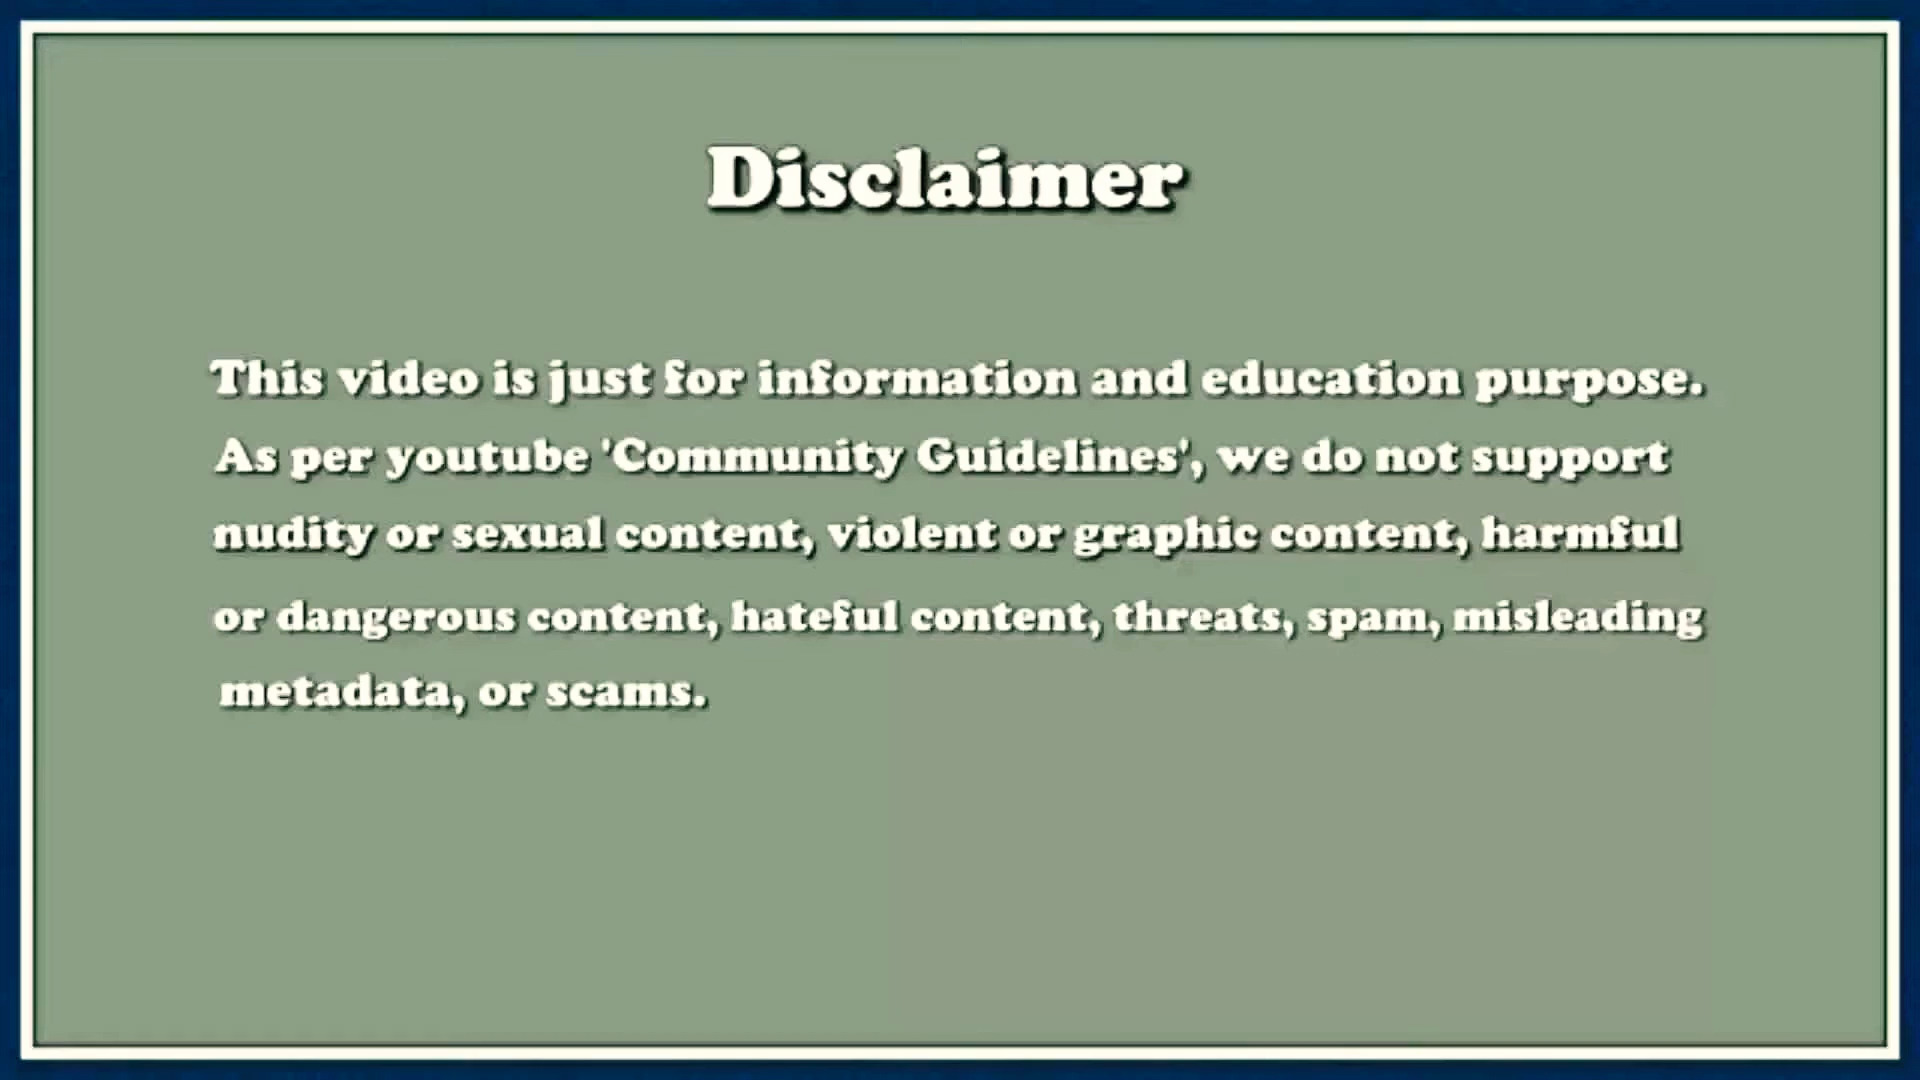 Disclaimer
This video is just for information and education purpose.
As per youtube 'Community Guidelines', we do not support
nudity or sexual content, violent or graphic content, harmful
or dangerous content, hateful content, threats, spam, misleading
metadata, or scams.